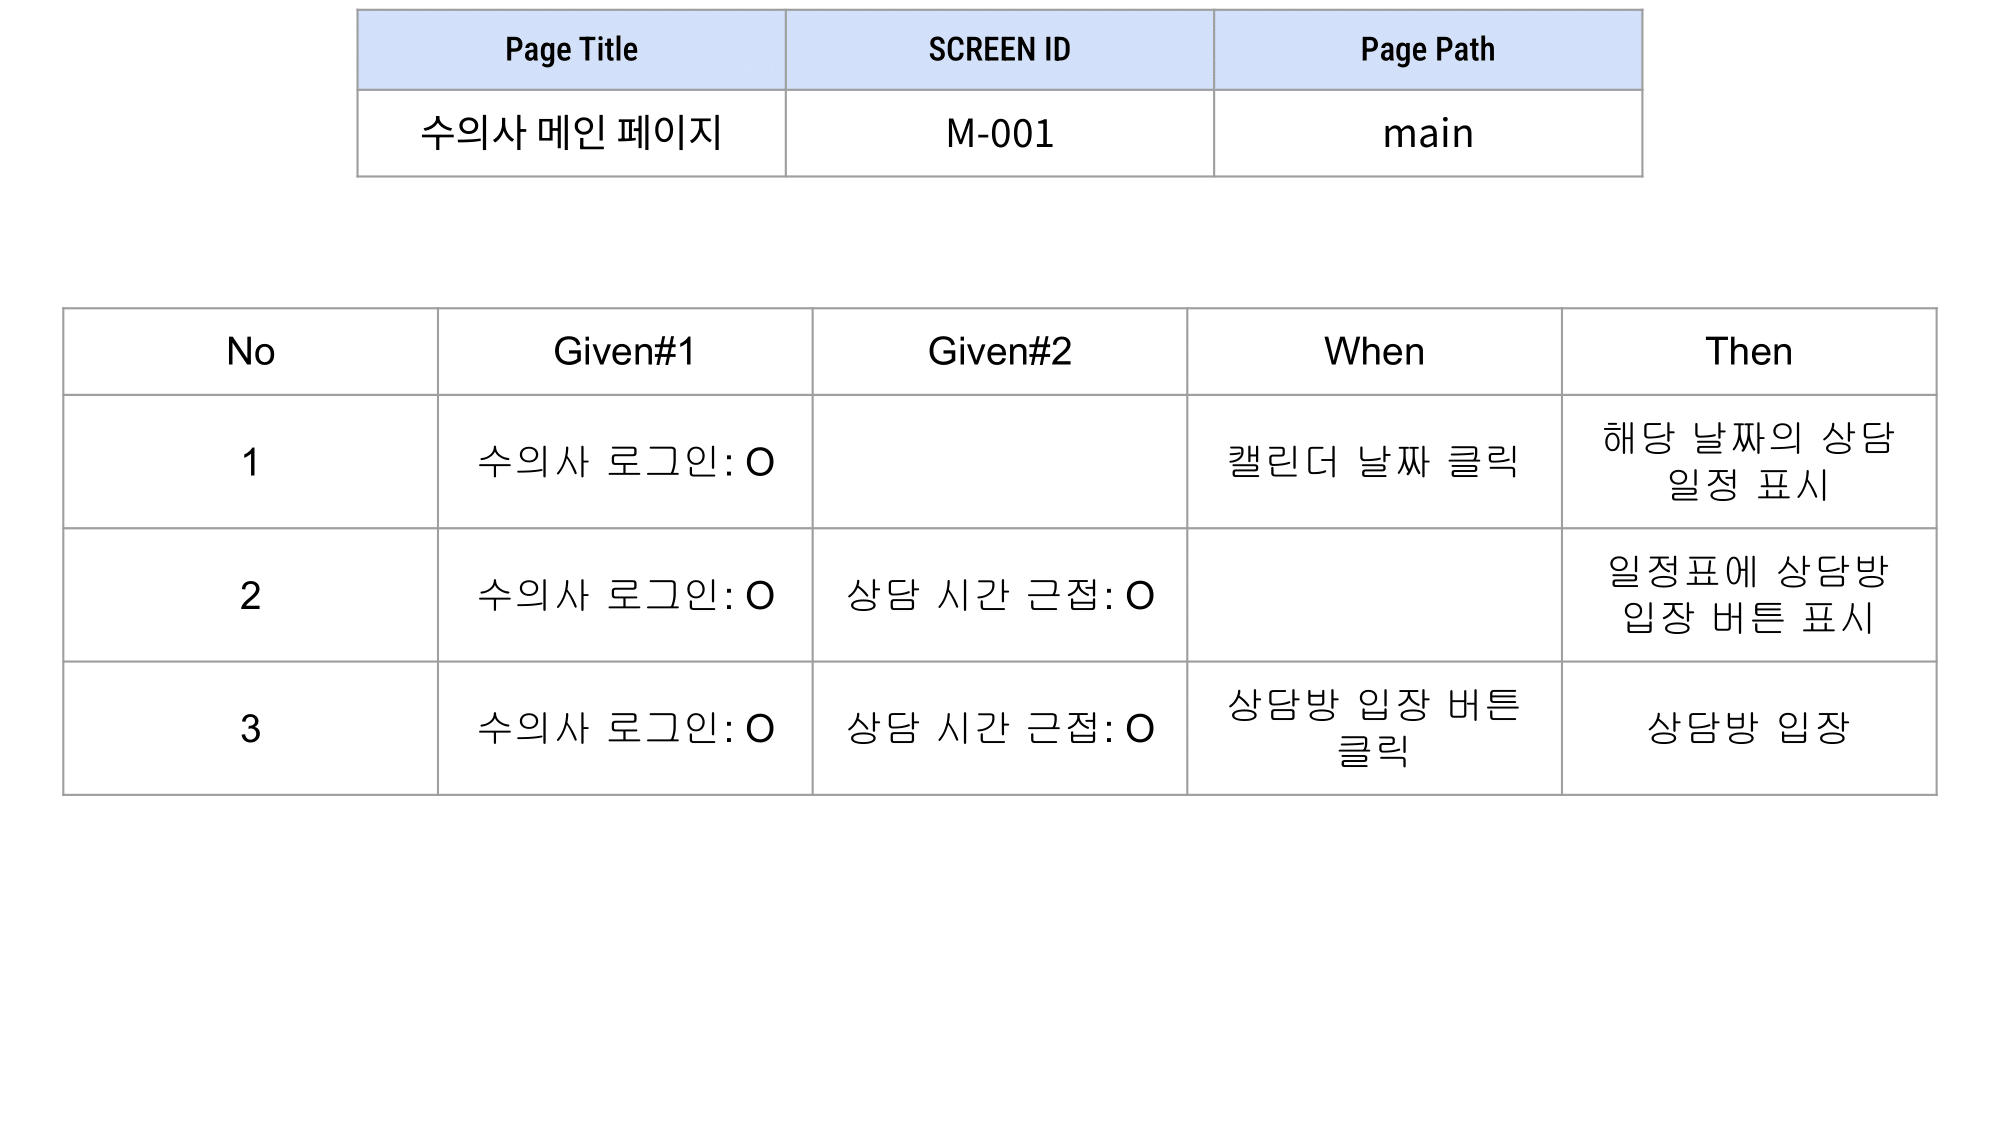 Page Title SCREEN ID Page Path
수의사 메인 페이지 M-001 main
No Given#1 Given#2 When Then
1 수의사 로그인: O 캘린더 날짜 클릭 해당 날짜의 상담
일정 표시
2 수의사 로그인: O 상담 시간 근접: O 일정표에 상담방
입장 버튼 표시
3 수의사 로그인: O 상담 시간 근접: O 상담방 입장 버튼
클릭 상담방 입장